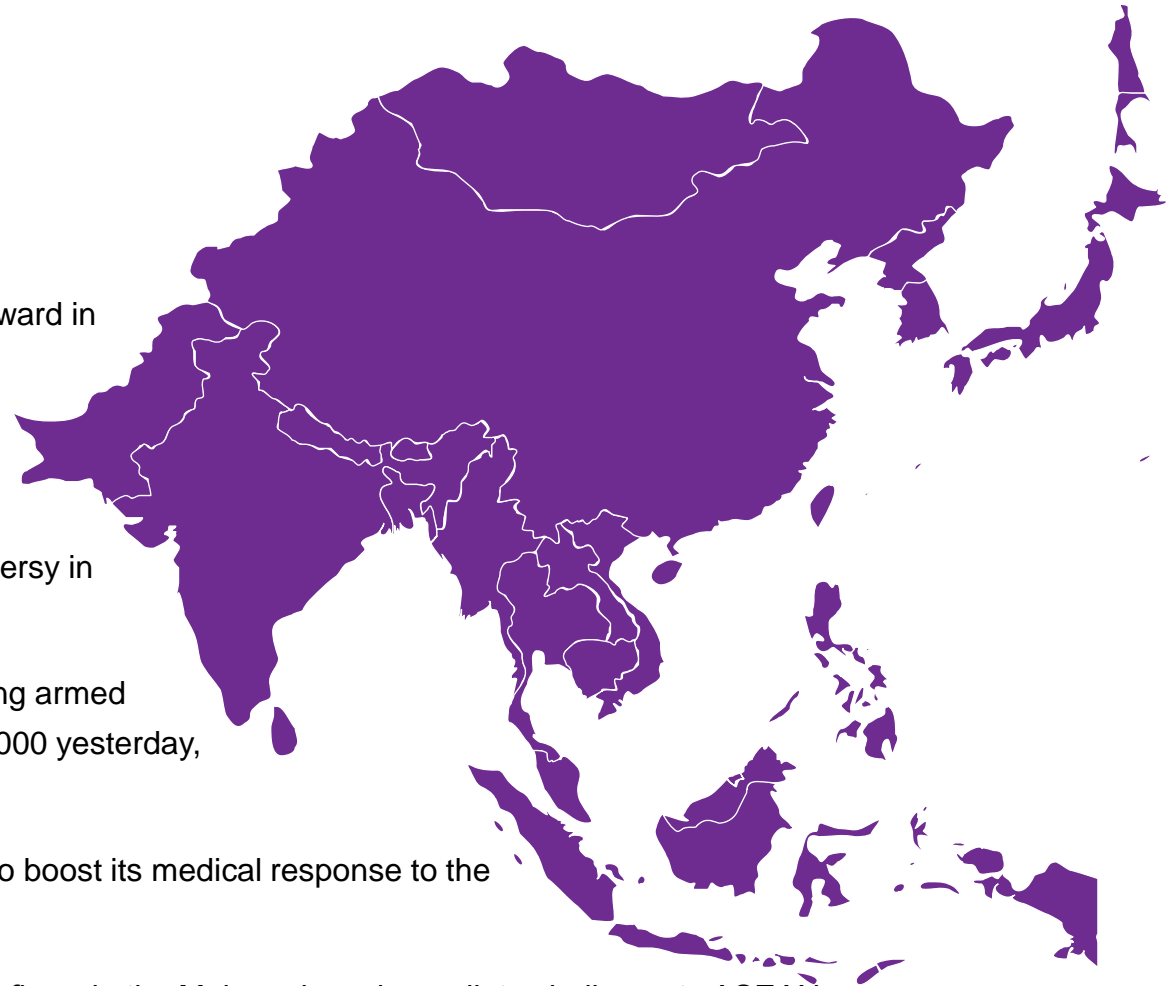 ward in
ersy in
ng armed
000 yesterday,
o boost its medical response to the